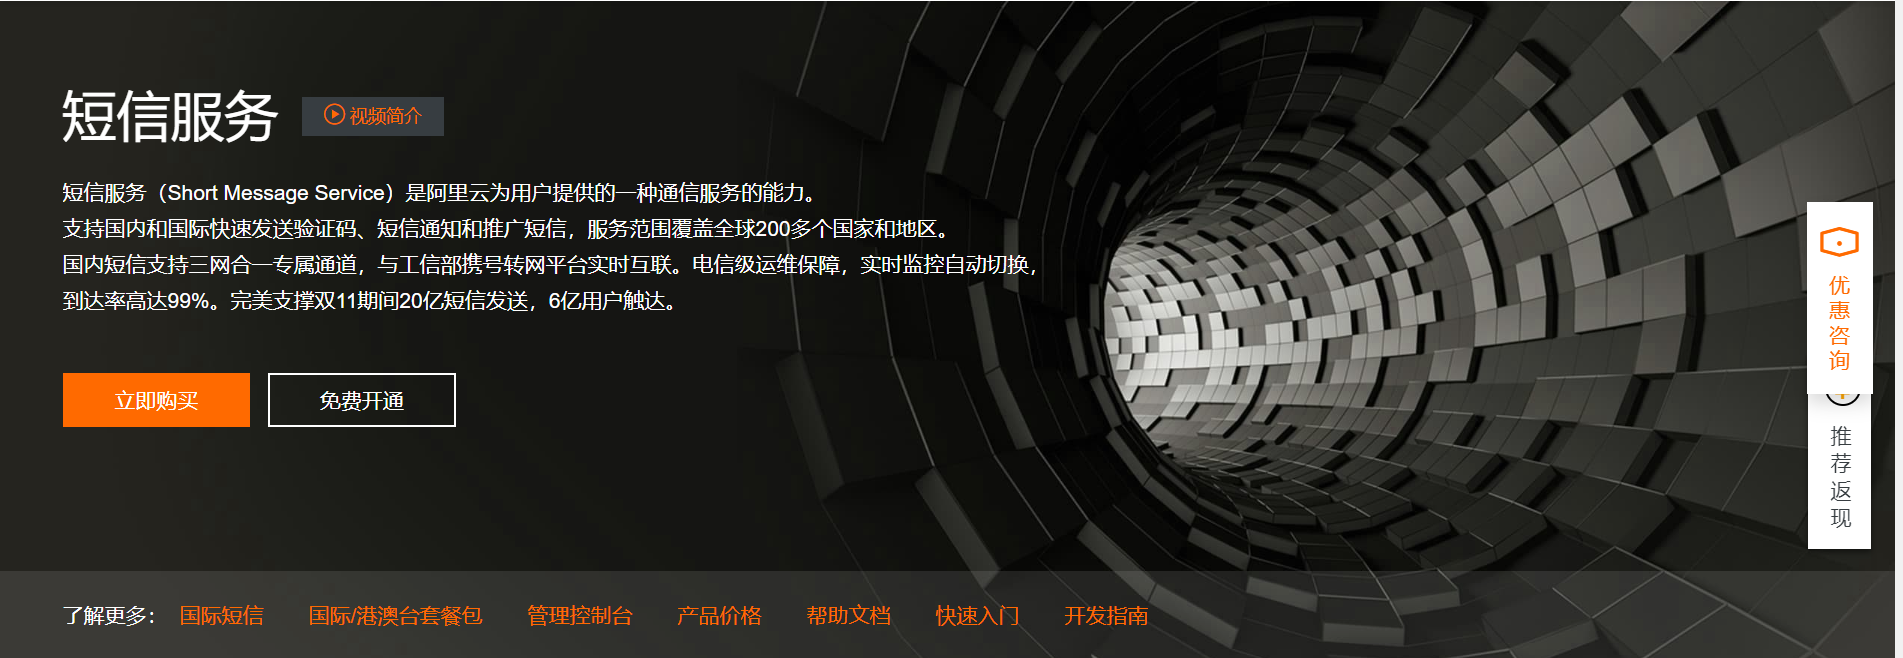 短信服务
视频简介
短信服务（Short Message Service）是阿里云为用户提供的一种通信服务的能力。
支持国内和国际快速发送验证码、短信通知和推广短信，服务范围覆盖全球200多个国家和地区。
国内短信支持三网合一专属通道，与工信部携号转网平台实时互联。电信级运维保障，实时监控自动切换，
到达率高达99%。完美支撑双11期间20亿短信发送，6亿用户触达。
立即购买
免费开通
优惠咨询
推荐返现
了解更多： 国际短信 国际/港澳台套餐包 管理控制台 产品价格 帮助文档 快速入门 开发指南